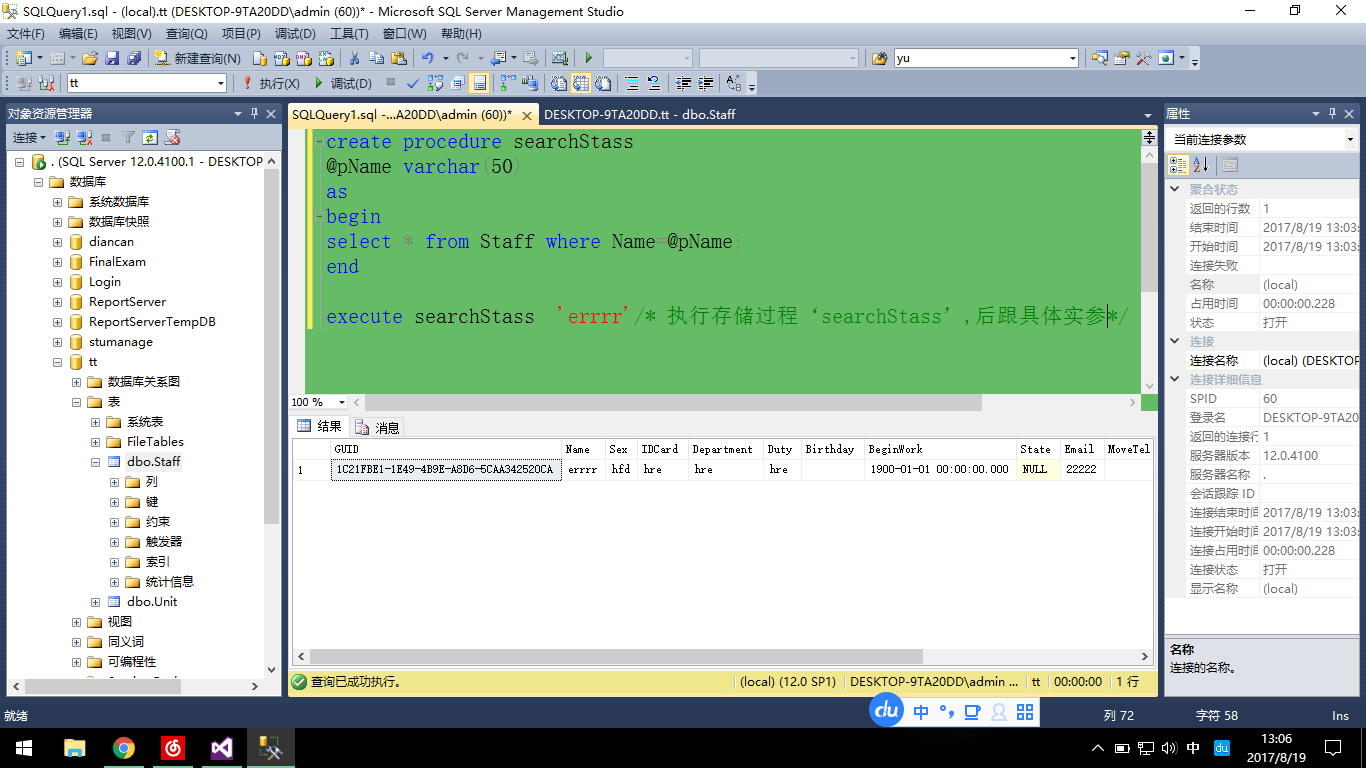 SQLQuery1.sql - (local).tt (DESKTOP-9TA20DD\admin (60))* - Microsoft SQL Server Management Studio
文件(F) 编辑(E) 视图(V) 查询(Q) 项目(P) 调试(D) 工具(T) 窗口(W) 帮助(H)
新建查询(N) yu
tt 执行(X) 调试(D)
对象资源管理器
连接
. (SQL Server 12.0.4100.1 - DESKTOP
数据库
系统数据库
数据库快照
diancan
FinalExam
Login
ReportServer
ReportServerTempDB
stumanage
tt
数据库关系图
表
系统表
FileTables
dbo.Staff
列
键
约束
触发器
索引
统计信息
dbo.Unit
视图
同义词
可编程性
SQLQuery1.sql -...A20DD\admin (60))* DESKTOP-9TA20DD.tt - dbo.Staff
create procedure searchStass
@pName varchar(50)
as
begin
select * from Staff where Name=@pName;
end
execute searchStass 'errrr'/* 执行存储过程‘searchStass’,后跟具体实参*/
100 %
结果 消息
GUID Name Sex IDCard Department Duty Birthday BeginWork State Email MoveTel
1 1C21FBE1-1E49-4B9E-A8D6-5CAA342520CA errrr hfd hre hre hre 1900-01-01 00:00:00.000 NULL 22222
查询已成功执行。 (local) (12.0 SP1) DESKTOP-9TA20DD\admin ... tt 00:00:00 1 行
属性
当前连接参数
聚合状态
返回的行数 1
结束时间 2017/8/19 13:03:
开始时间 2017/8/19 13:03:
连接失败
名称 (local)
占用时间 00:00:00.228
状态 打开
连接
连接名称 (local) (DESKTOP
连接详细信息
SPID 60
登录名 DESKTOP-9TA20
返回的连接行 1
服务器版本 12.0.4100
服务器名称 .
会话跟踪 ID
连接结束时间 2017/8/19 13:03:
连接开始时间 2017/8/19 13:03:
连接占用时间 00:00:00.228
连接状态 打开
显示名称 (local)
名称
连接的名称。
du 中
就绪 列 72 字符 58 Ins
中 du 13:06
2017/8/19